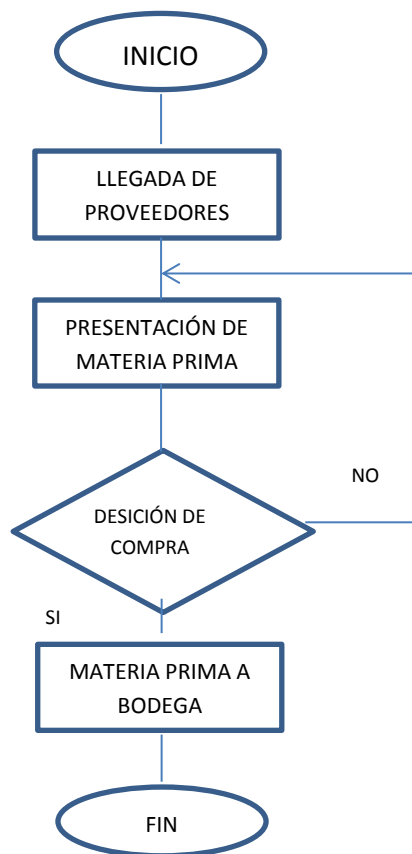 INICIO
LLEGADA DE
PROVEEDORES
PRESENTACIÓN DE
MATERIA PRIMA
NO
DESICIÓN DE
COMPRA
SI
MATERIA PRIMA A
BODEGA
FIN